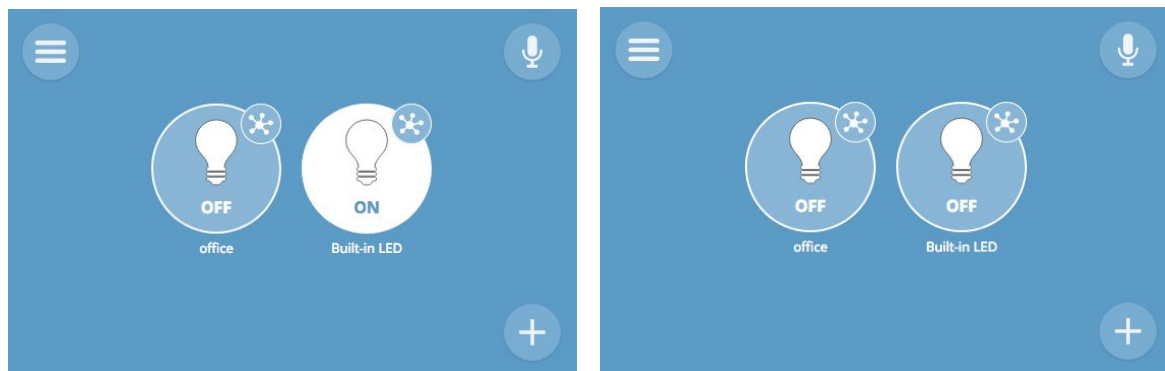 OFF
office
ON
Built-in LED
OFF
office
OFF
Built-in LED